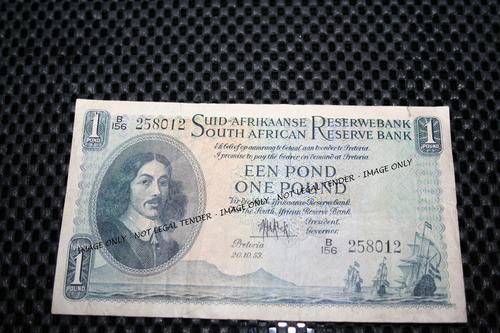 1 POND B/156 258012 SUID-AFRIKAANSE RESERWEBANK 1 POUND
SOUTH AFRICAN RESERVE BANK
Ek beloof op aanvraag te betaal aan toonder te Pretoria
I promise to pay the bearer on demand at Pretoria
EEN POND
ONE POUND
Vir die Suid-Afrikaanse Reserwebank
For the South African Reserve Bank
President.
Governor.
Pretoria
20.10.53.
B/156 258012
1 POUND
IMAGE ONLY - NOT LEGAL TENDER - IMAGE ONLY - NOT LEGAL TENDER - IMAGE ONLY